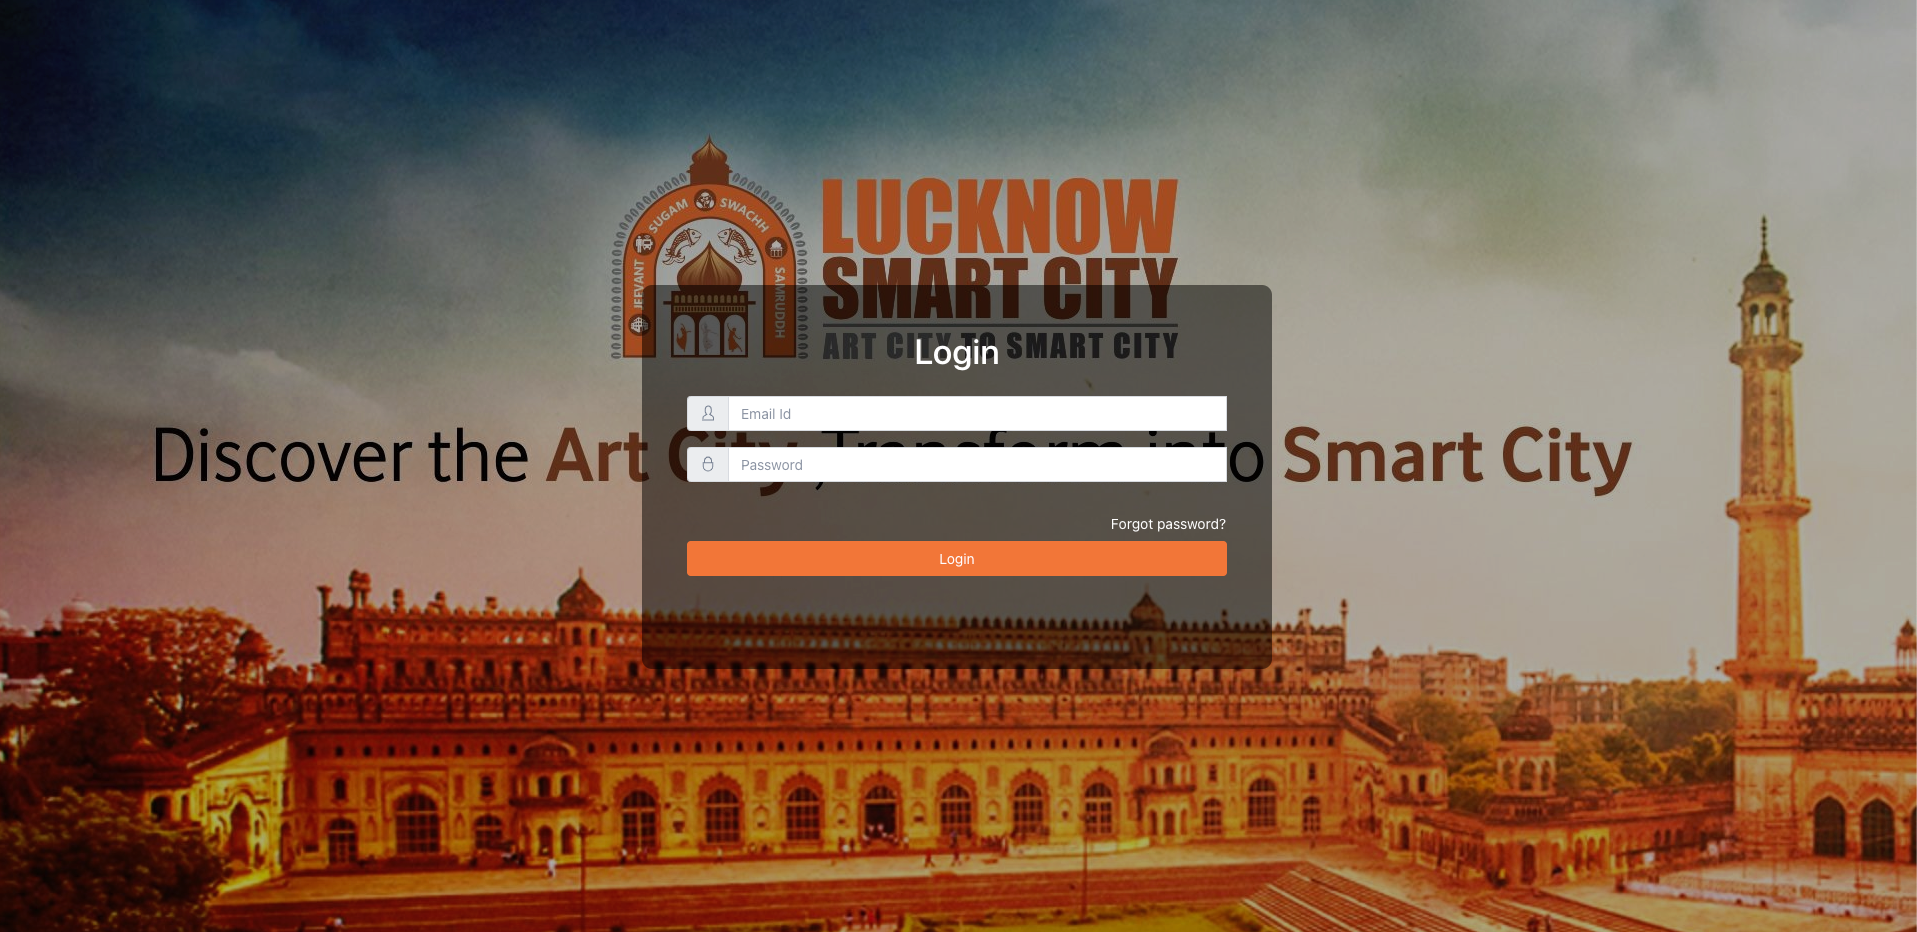 JEEVANT SUGAM SWACHH SAMRUDDH
LUCKNOW
SMART CITY
ART CITY TO SMART CITY
Login
Email Id
Discover the Art City, Transform into Smart City
Password
Forgot password?
Login